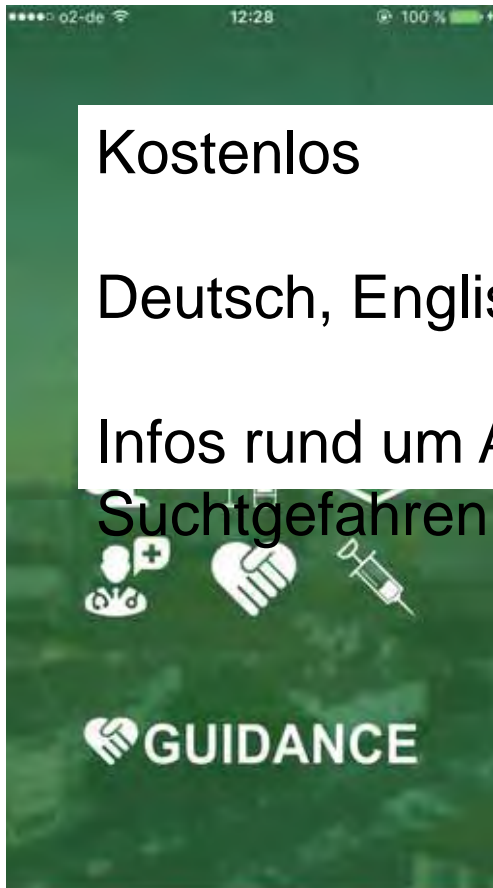 o2-de 12:28 100 %
Kostenlos
Deutsch, Englis
Infos rund um A
Suchtgefahren
GUIDANCE